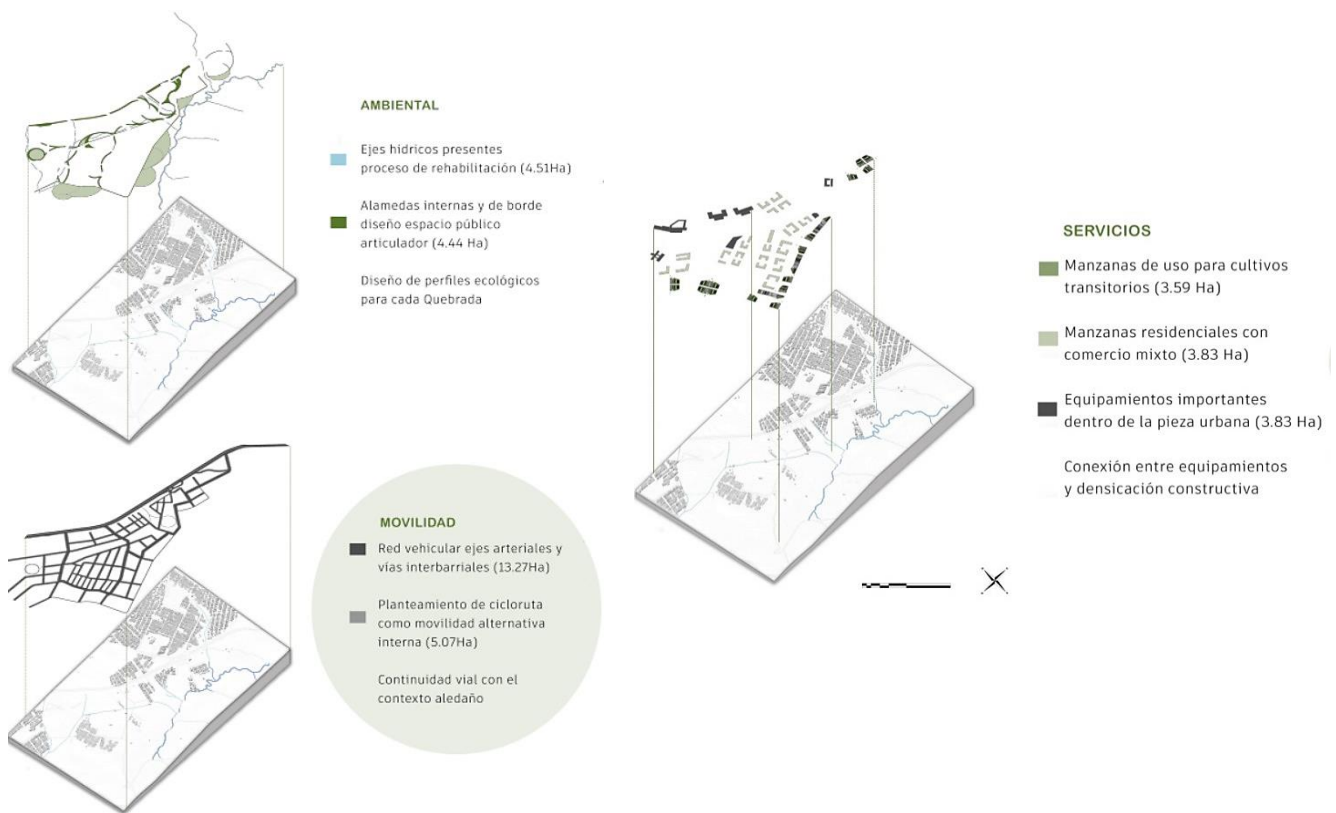 AMBIENTAL
Ejes hídricos presentes
proceso de rehabilitación (4.51Ha)
Alamedas internas y de borde
diseño espacio público
articulador (4.44 Ha)
Diseño de perfiles ecológicos
para cada Quebrada
MOVILIDAD
Red vehicular ejes arteriales y
vías interbarriales (13.27Ha)
Planteamiento de cicloruta
como movilidad alternativa
interna (5.07Ha)
Continuidad vial con el
contexto aledaño
SERVICIOS
Manzanas de uso para cultivos
transitorios (3.59 Ha)
Manzanas residenciales con
comercio mixto (3.83 Ha)
Equipamientos importantes
dentro de la pieza urbana (3.83 Ha)
Conexión entre equipamientos
y densicación constructiva